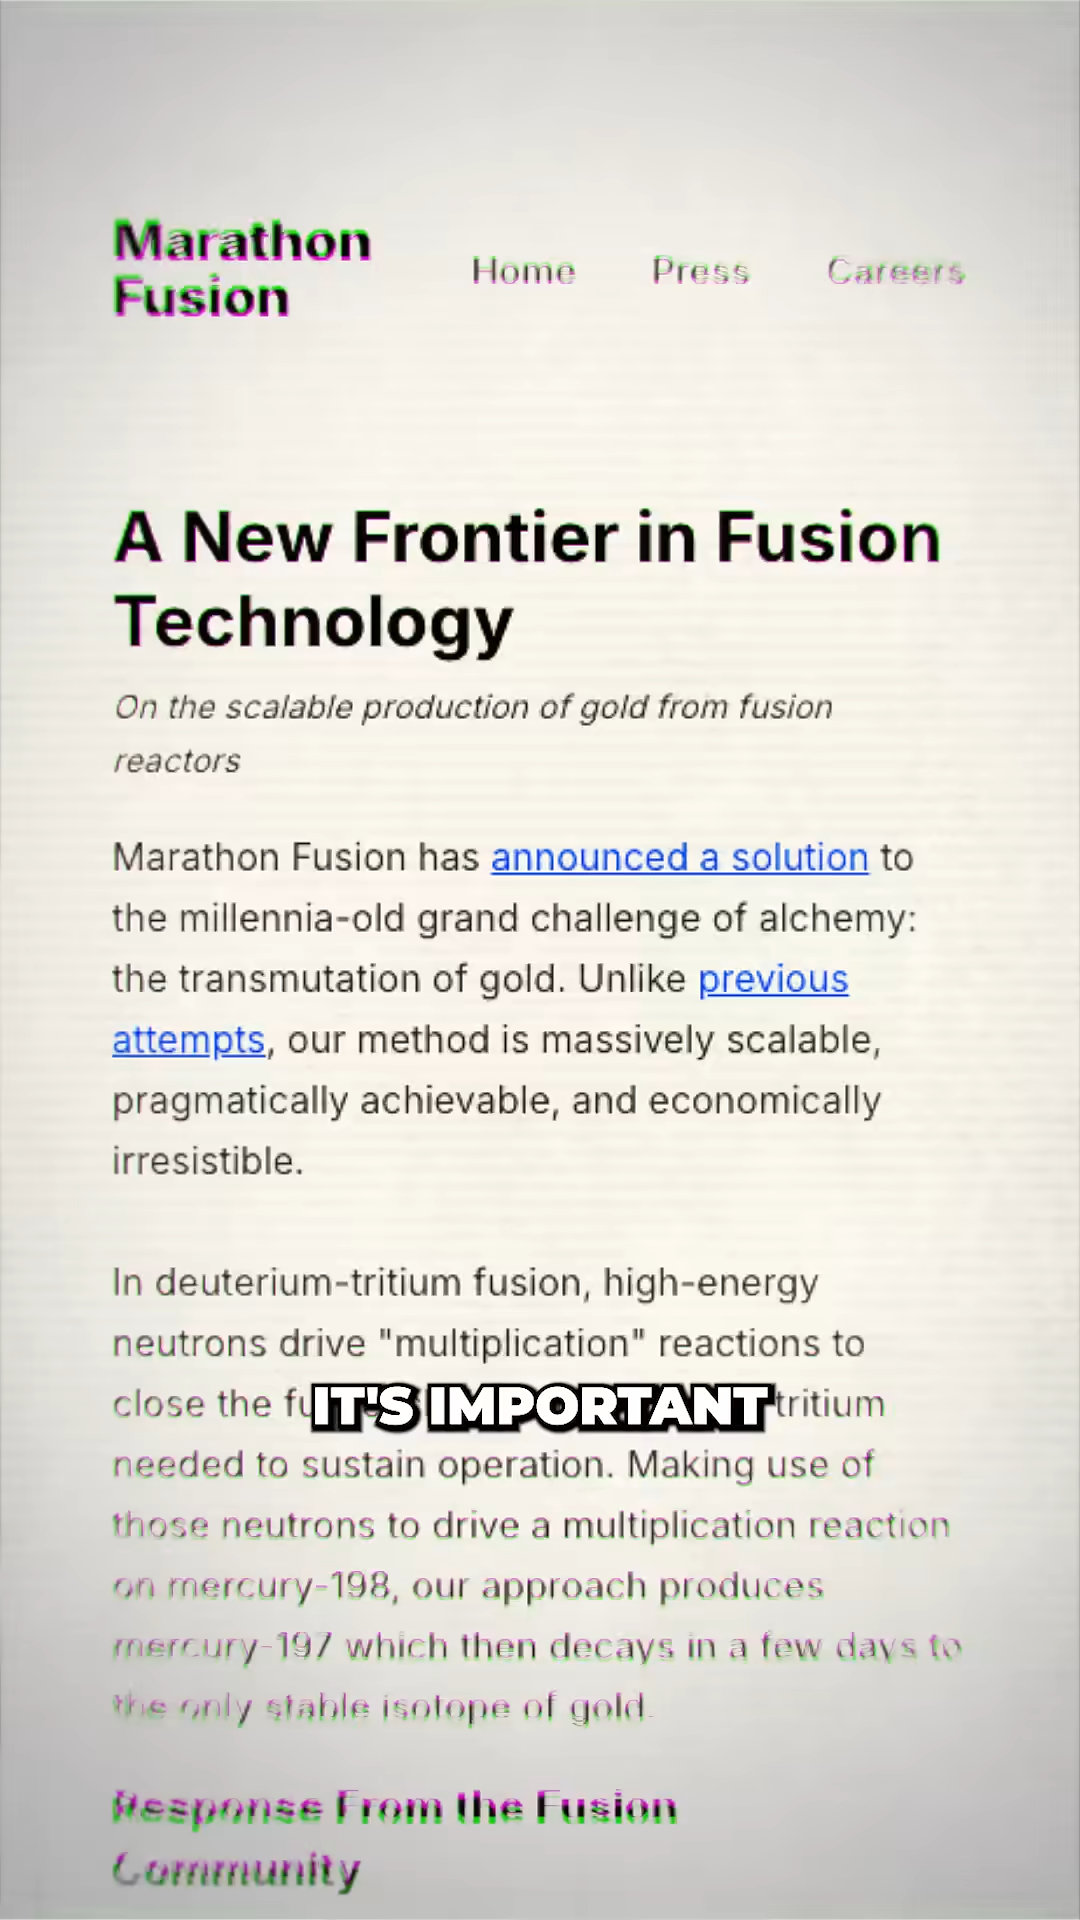 Marathon
Fusion
Home Press Careers
A New Frontier in Fusion
Technology
On the scalable production of gold from fusion
reactors
Marathon Fusion has announced a solution to
the millennia-old grand challenge of alchemy:
the transmutation of gold. Unlike previous
attempts, our method is massively scalable,
pragmatically achievable, and economically
irresistible.
In deuterium-tritium fusion, high-energy
neutrons drive "multiplication" reactions to
close the tritium
IT'S IMPORTANT
needed to sustain operation. Making use of
those neutrons to drive a multiplication reaction
on mercury-198, our approach produces
mercury-197 which then decays in a few days to
the only stable isotope of gold.
Response From the Fusion
Community